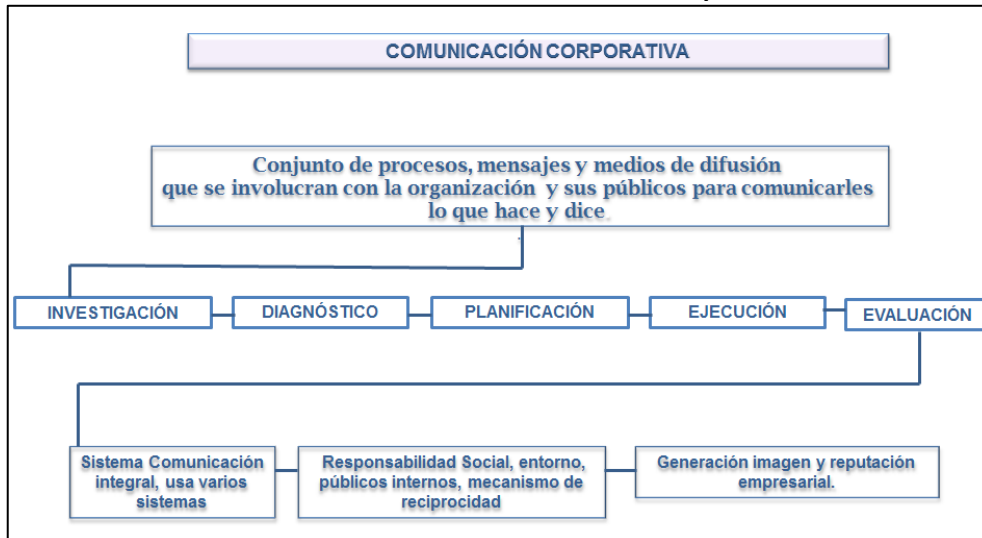 COMUNICACIÓN CORPORATIVA
Conjunto de procesos, mensajes y medios de difusión
que se involucran con la organización y sus públicos para comunicarles
lo que hace y dice
INVESTIGACIÓN
DIAGNÓSTICO
PLANIFICACIÓN
EJECUCIÓN
EVALUACIÓN
Sistema Comunicación
integral, usa varios
sistemas
Responsabilidad Social, entorno,
públicos internos, mecanismo de
reciprocidad
Generación imagen y reputación
empresarial.